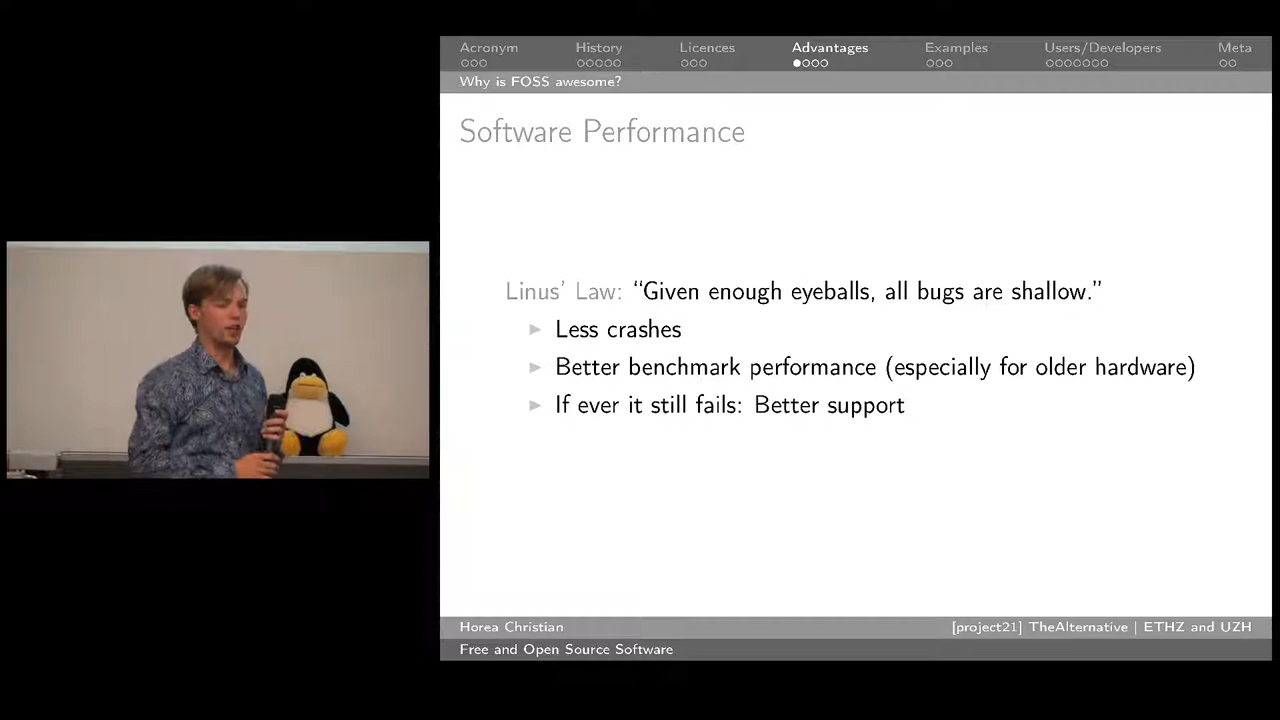 Acronym History Licences Advantages Examples Users/Developers Meta
Why is FOSS awesome?
Software Performance
Linus' Law: “Given enough eyeballs, all bugs are shallow.”
Less crashes
Better benchmark performance (especially for older hardware)
If ever it still fails: Better support
Horea Christian [project21] TheAlternative | ETHZ and UZH
Free and Open Source Software